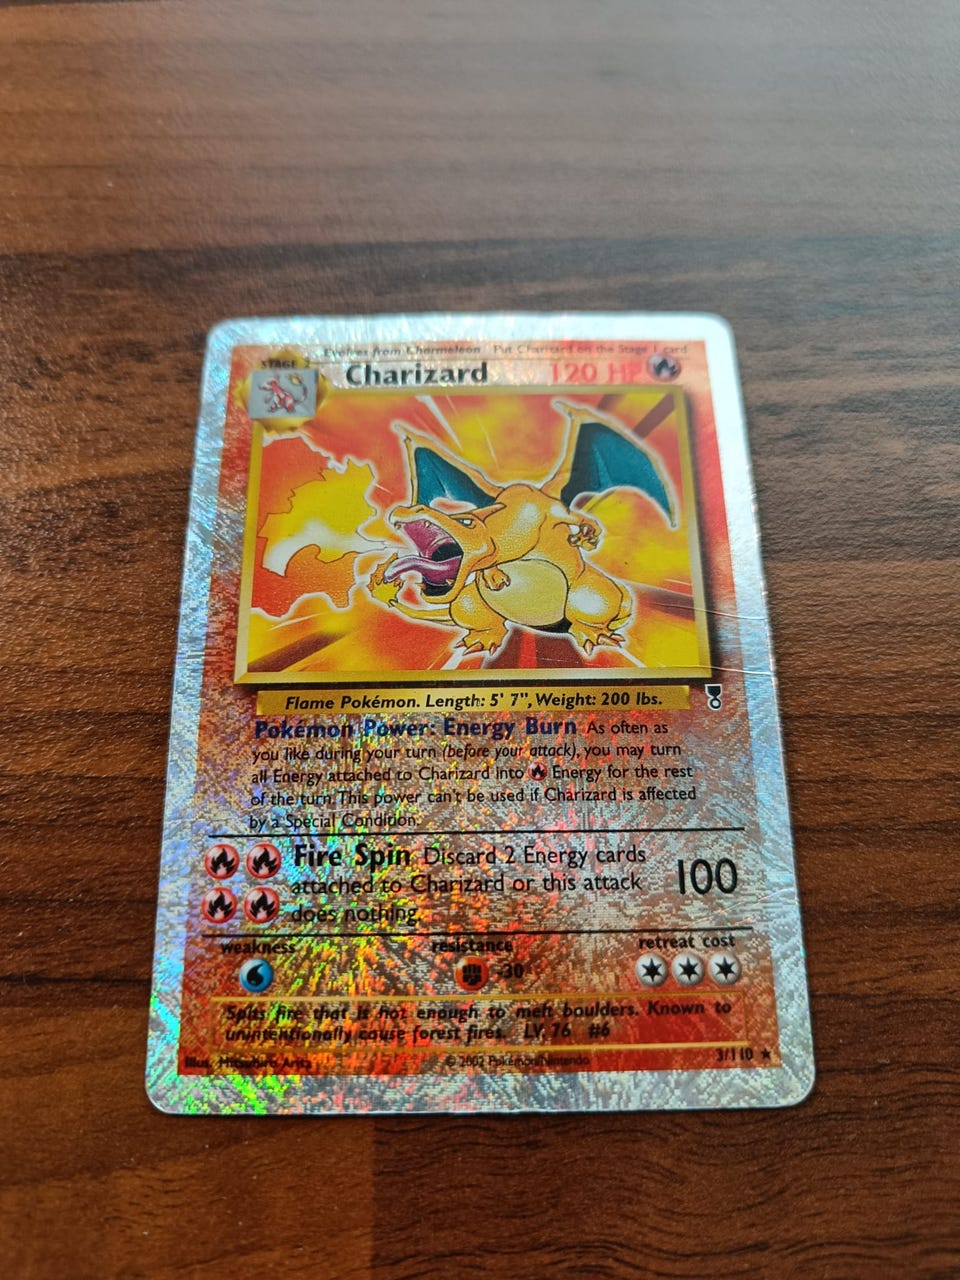 Evolves from Charmeleon Put Charizard on the Stage 1 card
STAGE 2
Charizard 120 HP
Flame Pokémon. Length: 5' 7", Weight: 200 lbs.
Pokémon Power: Energy Burn As often as
you like during your turn (before your attack), you may turn
all Energy attached to Charizard into Energy for the rest
of the turn. This power can't be used if Charizard is affected
by a Special Condition.
Fire Spin Discard 2 Energy cards
attached to Charizard or this attack 100
does nothing.
weakness resistance retreat cost
-30
Spits fire that is hot enough to melt boulders. Known to
unintentionally cause forest fires. LV. 76 #6
Illus. Mitsuhiro Arita © 2002 Pokémon/Nintendo 3/110